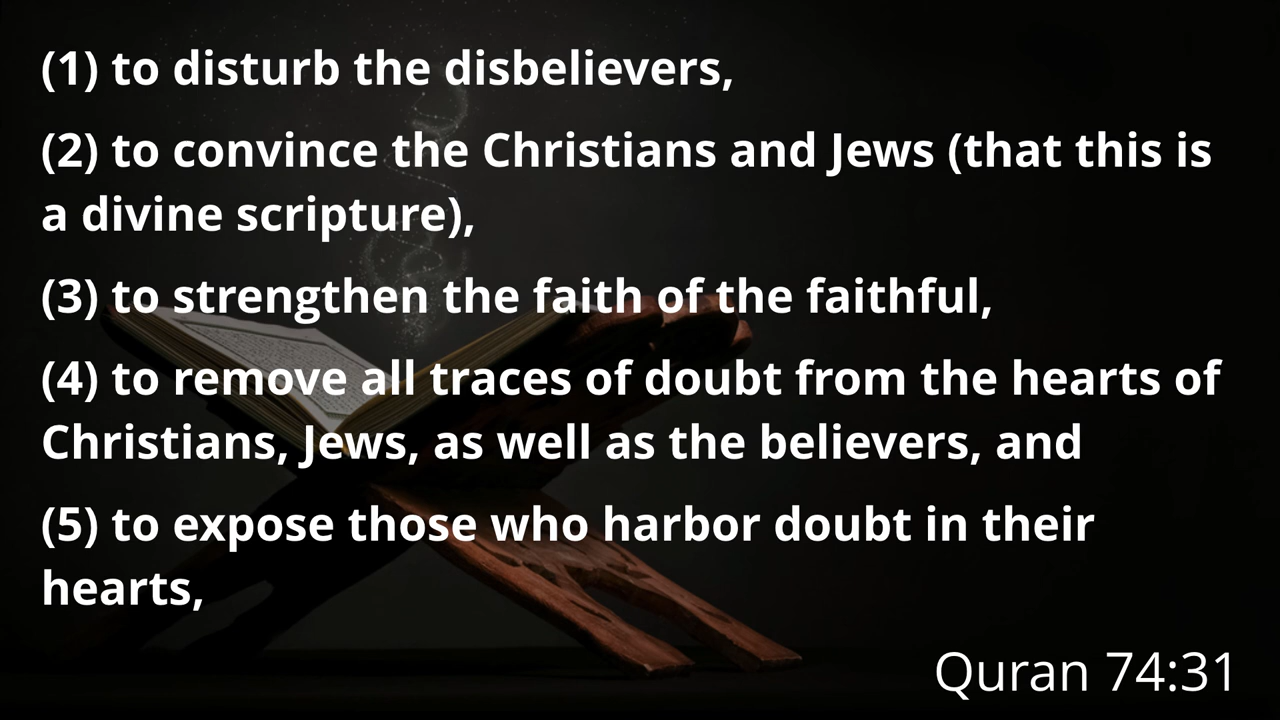 (1) to disturb the disbelievers,
(2) to convince the Christians and Jews (that this is
a divine scripture),
(3) to strengthen the faith of the faithful,
(4) to remove all traces of doubt from the hearts of
Christians, Jews, as well as the believers, and
(5) to expose those who harbor doubt in their
hearts,
Quran 74:31